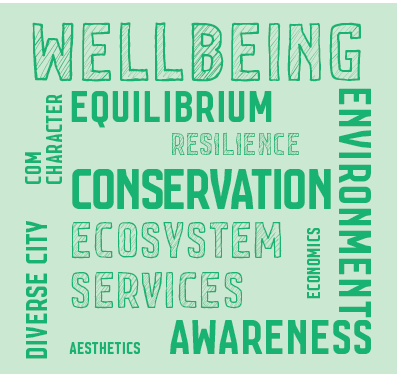 WELLBEING
EQUILIBRIUM
RESILIENCE
CONSERVATION
ECOSYSTEM
SERVICES
AWARENESS
AESTHETICS
COM
CHARACTER
DIVERSE CITY
ECONOMICS
ENVIRONMENT